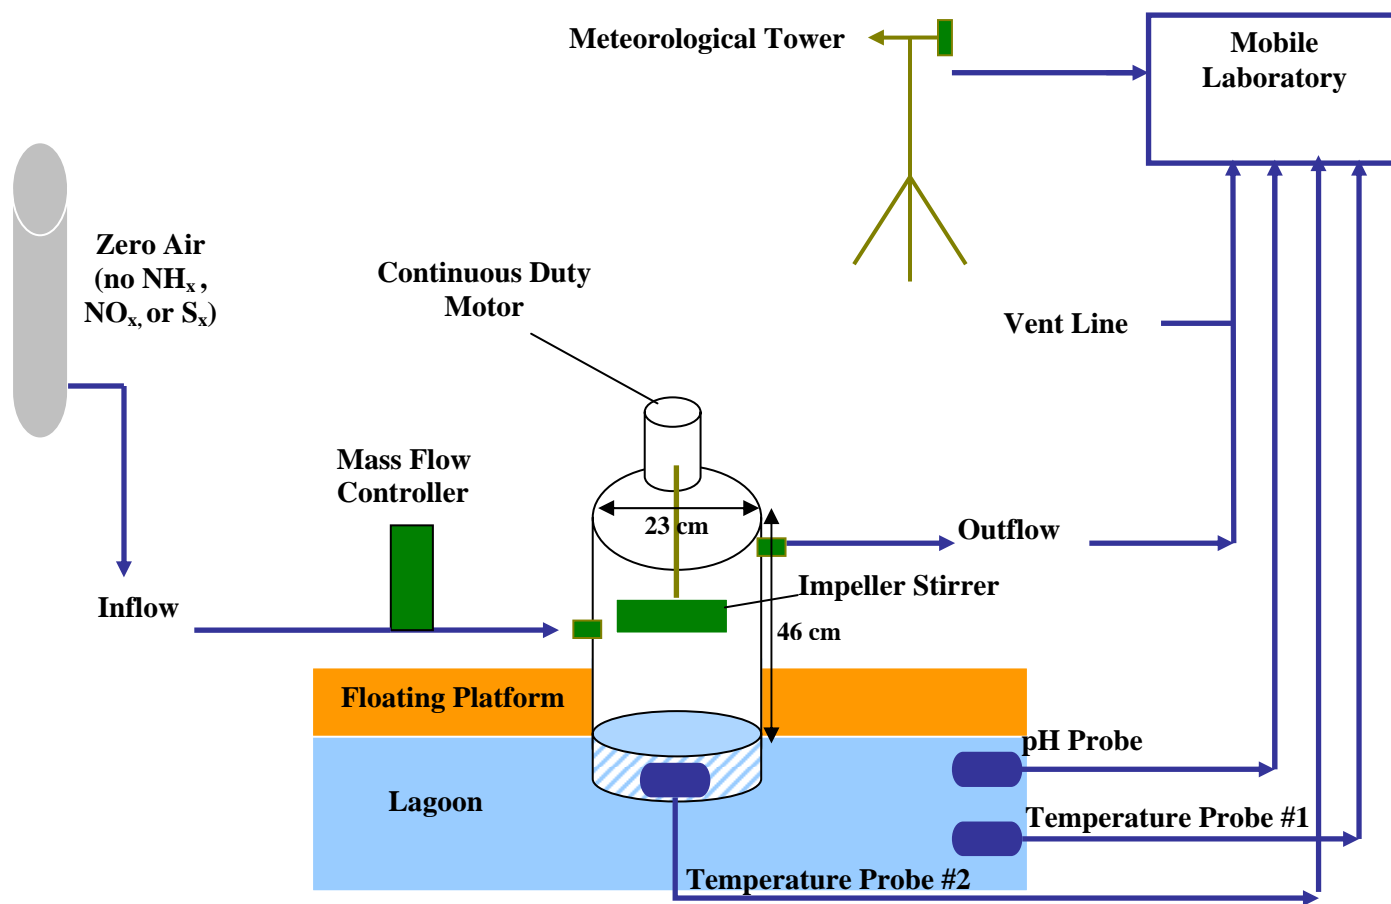 Meteorological Tower
Mobile
Laboratory
Zero Air
(no NHx ,
NOx, or Sx)
Continuous Duty
Motor
Vent Line
Mass Flow
Controller
23 cm
Outflow
Impeller Stirrer
Inflow
46 cm
Floating Platform
pH Probe
Lagoon
Temperature Probe #1
Temperature Probe #2